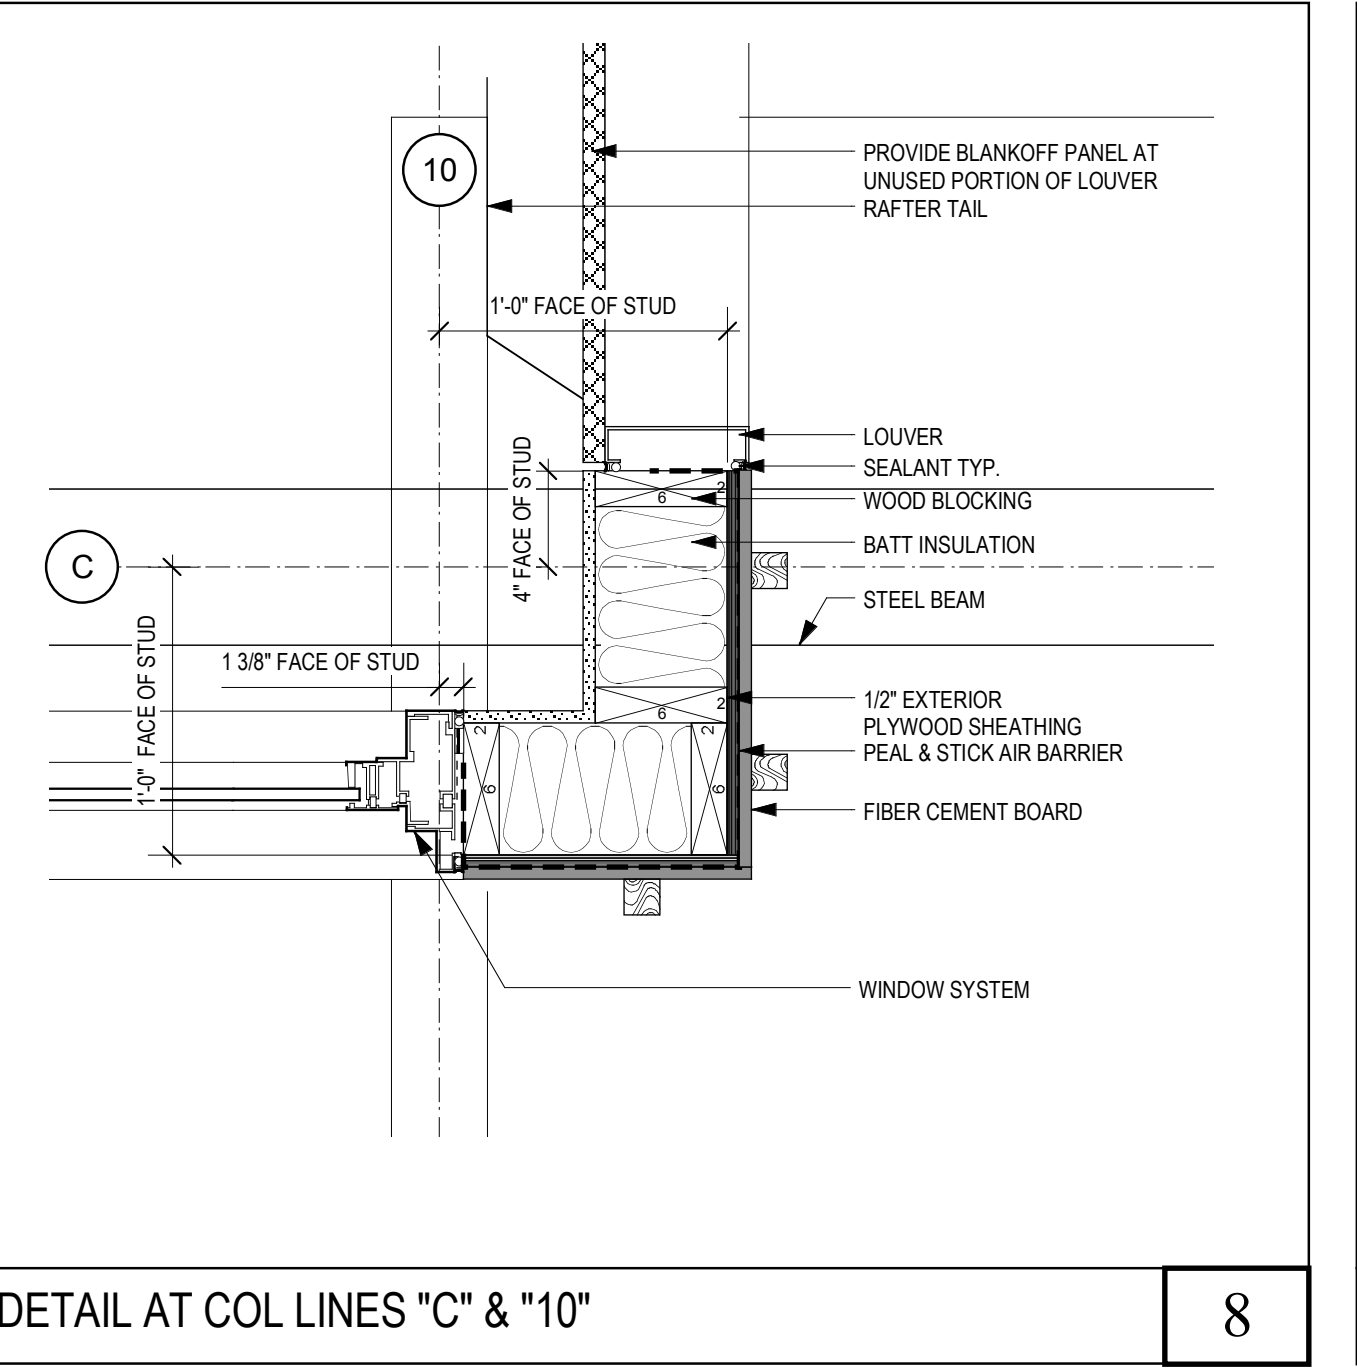 10
PROVIDE BLANKOFF PANEL AT
UNUSED PORTION OF LOUVER
RAFTER TAIL
1'-0" FACE OF STUD
4" FACE OF STUD
LOUVER
SEALANT TYP.
2
6
WOOD BLOCKING
BATT INSULATION
C
STEEL BEAM
1'-0" FACE OF STUD
1 3/8" FACE OF STUD
2
6
1/2" EXTERIOR
PLYWOOD SHEATHING
PEAL & STICK AIR BARRIER
2
6
2
6
FIBER CEMENT BOARD
WINDOW SYSTEM
DETAIL AT COL LINES "C" & "10"
8